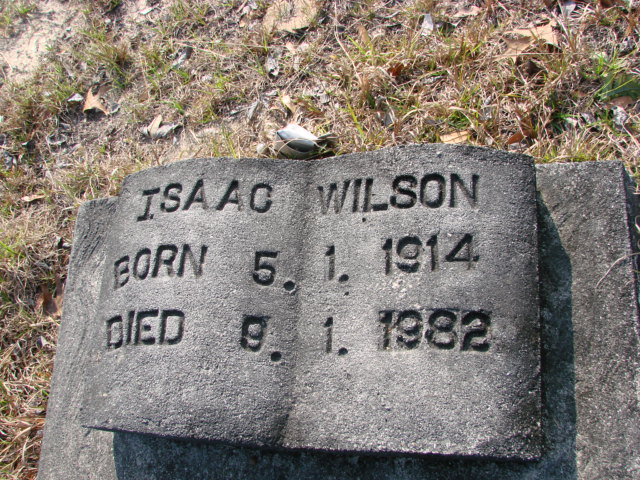 ISAAC WILSON
BORN 5. 1. 1914
DIED 9. 1. 1982